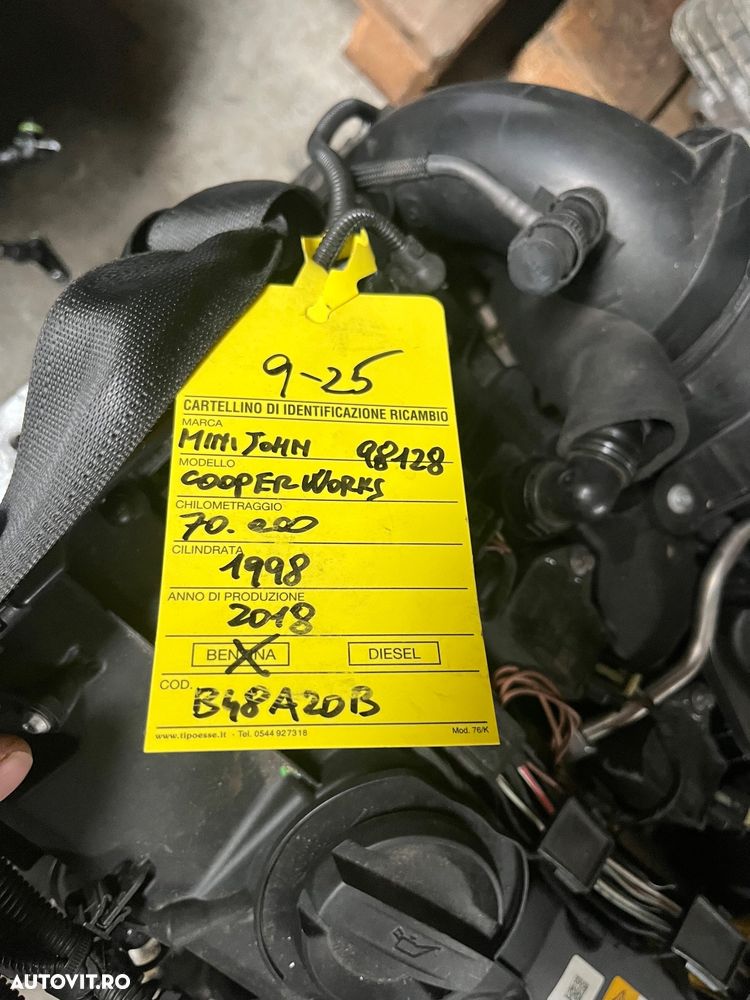 9-25
CARTELLINO DI IDENTIFICAZIONE RICAMBIO
MARCA
MINI JOHN 98128
MODELLO
COOPER WORKS
CHILOMETRAGGIO
70.000
CILINDRATA
1998
ANNO DI PRODUZIONE
2018
BENZINA DIESEL
COD.
B48A20B
www.tipoesse.it - Tel. 0544 927318 Mod. 76/K
AUTOVIT.RO